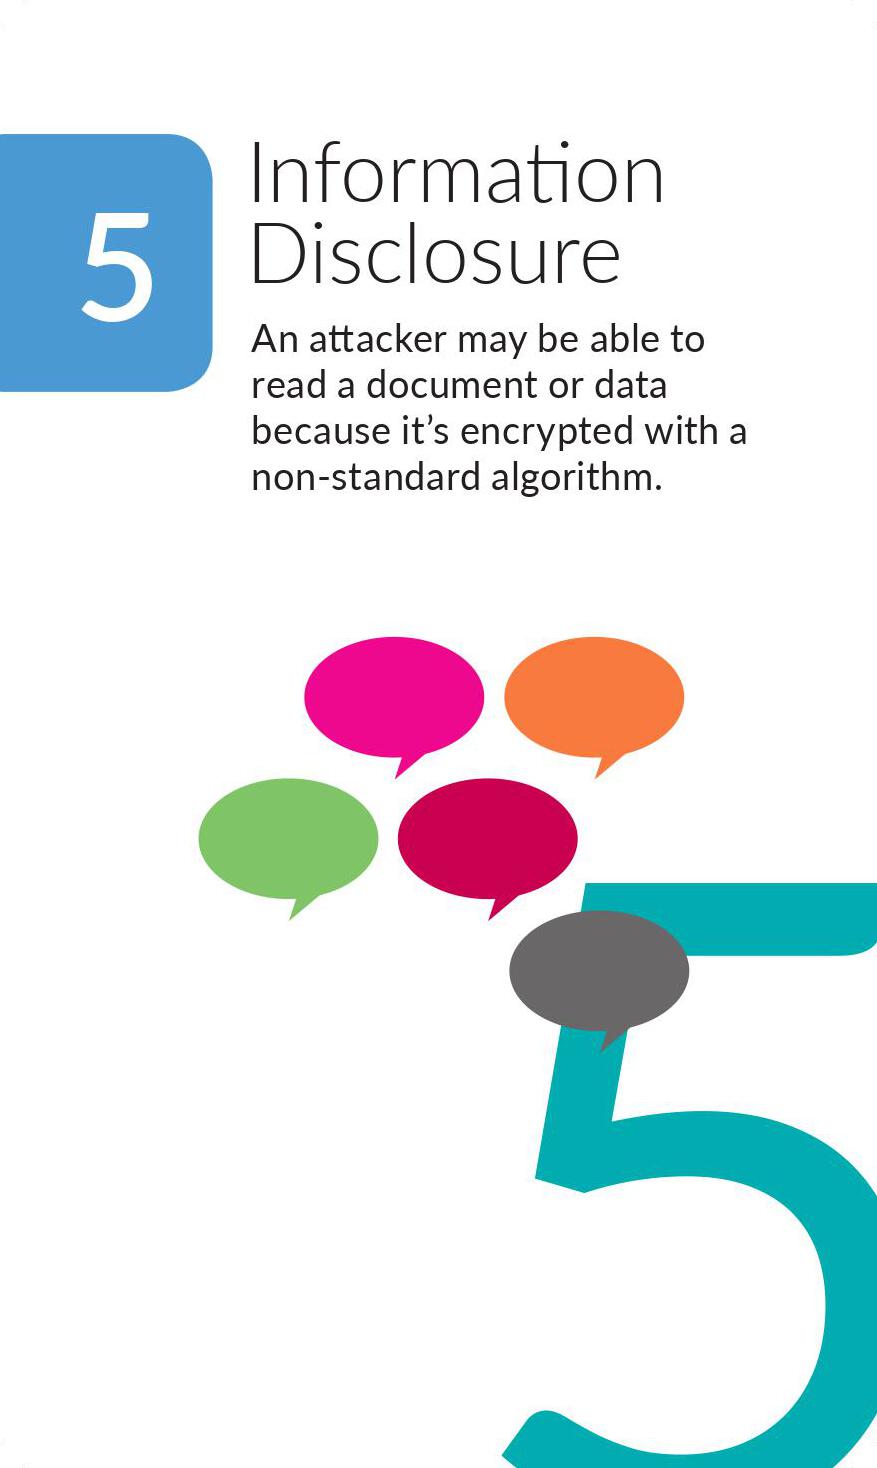 5
Information
Disclosure
An attacker may be able to
read a document or data
because it’s encrypted with a
non-standard algorithm.
5